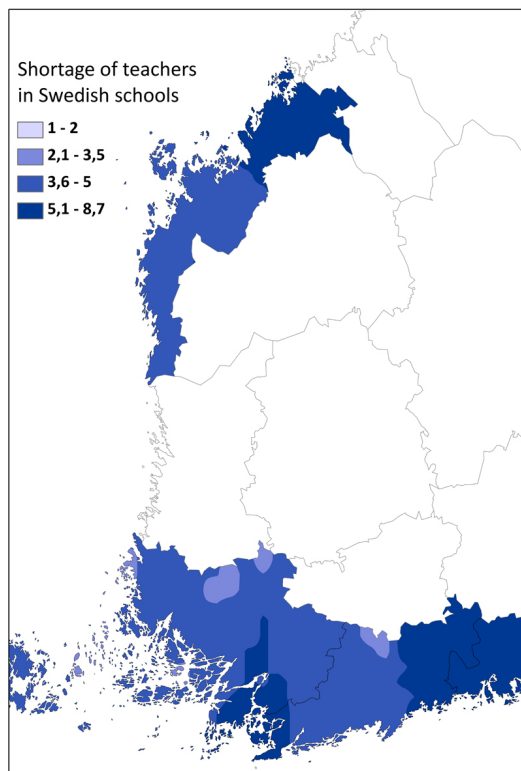 Shortage of teachers
in Swedish schools
1 - 2
2,1 - 3,5
3,6 - 5
5,1 - 8,7